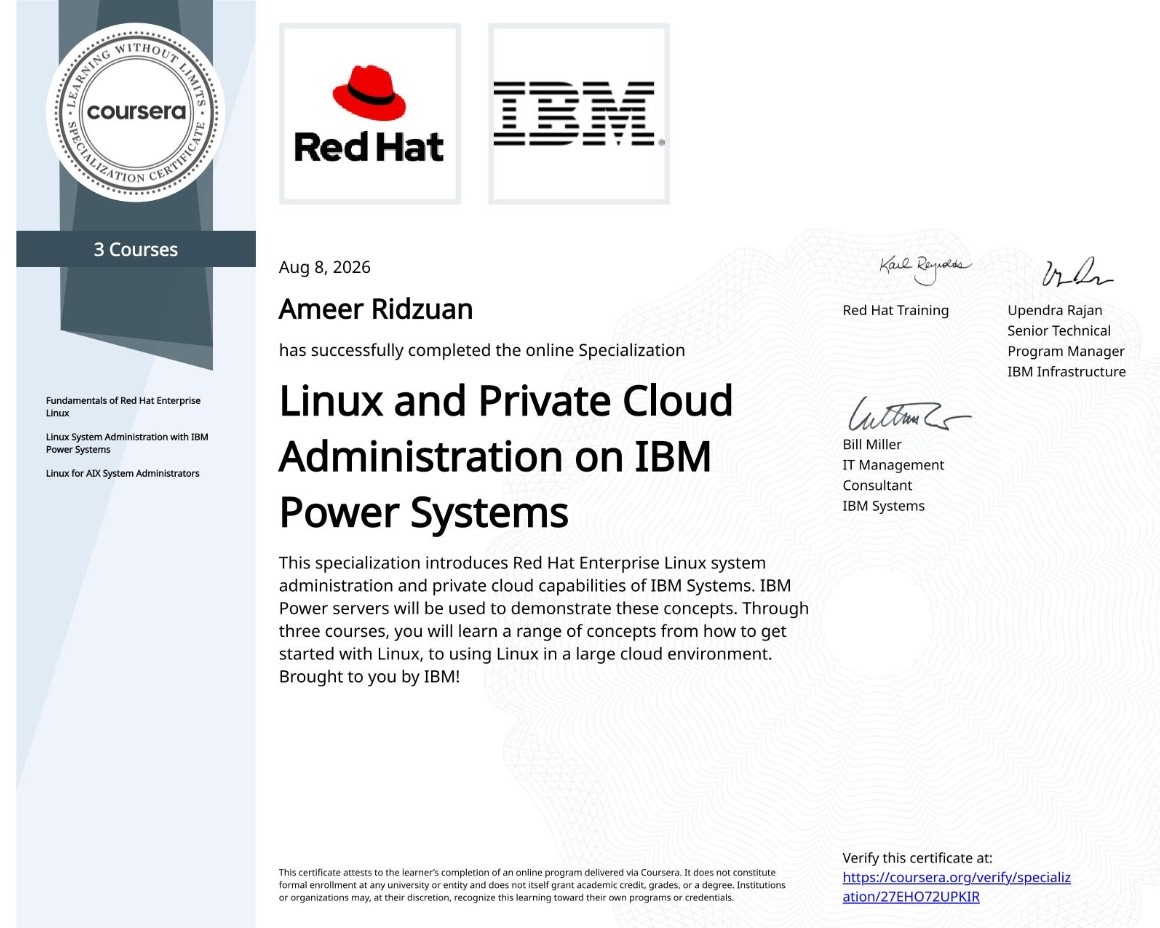 LEARNING WITHOUT LIMITS
coursera
SPECIALIZATION CERTIFICATE
3 Courses
Fundamentals of Red Hat Enterprise
Linux
Linux System Administration with IBM
Power Systems
Linux for AIX System Administrators
Red Hat
IBM®
Aug 8, 2026
Ameer Ridzuan
has successfully completed the online Specialization
Linux and Private Cloud
Administration on IBM
Power Systems
This specialization introduces Red Hat Enterprise Linux system
administration and private cloud capabilities of IBM Systems. IBM
Power servers will be used to demonstrate these concepts. Through
three courses, you will learn a range of concepts from how to get
started with Linux, to using Linux in a large cloud environment.
Brought to you by IBM!
Karl Reynolds
Red Hat Training
Upendra Rajan
Senior Technical
Program Manager
IBM Infrastructure
Bill Miller
IT Management
Consultant
IBM Systems
This certificate attests to the learner's completion of an online program delivered via Coursera. It does not constitute
formal enrollment at any university or entity and does not itself grant academic credit, grades, or a degree. Institutions
or organizations may, at their discretion, recognize this learning toward their own programs or credentials.
Verify this certificate at:
https://coursera.org/verify/specializ
ation/27EHO72UPKIR